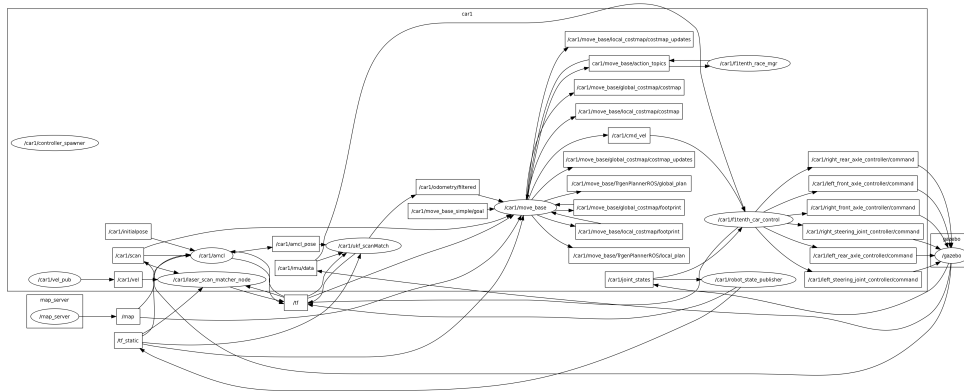 car1
/car1/move_base/local_costmap/costmap_updates
car1/move_base/action_topics
/car1/f1tenth_race_mgr
/car1/move_base/global_costmap/costmap
/car1/move_base/local_costmap/costmap
/car1/controller_spawner
/car1/cmd_vel
/car1/move_base/global_costmap/costmap_updates
/car1/right_rear_axle_controller/command
/car1/odometry/filtered
/car1/move_base/TrgenPlannerROS/global_plan
/car1/left_front_axle_controller/command
/car1/move_base_simple/goal
/car1/move_base
/car1/move_base/global_costmap/footprint
/car1/right_front_axle_controller/command
/car1/f1tenth_car_control
/car1/initialpose
/car1/move_base/local_costmap/footprint
/car1/right_steering_joint_controller/command
gazebo
/car1/amcl_pose
/car1/ukf_scanMatch
/car1/scan
/car1/amcl
/car1/move_base/TrgenPlannerROS/local_plan
/car1/left_rear_axle_controller/command
/gazebo
/car1/imu/data
/car1/vel_pub
/car1/vel
/car1/laser_scan_matcher_node
/car1/joint_states
/car1/robot_state_publisher
/car1/left_steering_joint_controller/command
map_server
/tf
/map_server
/map
/tf_static